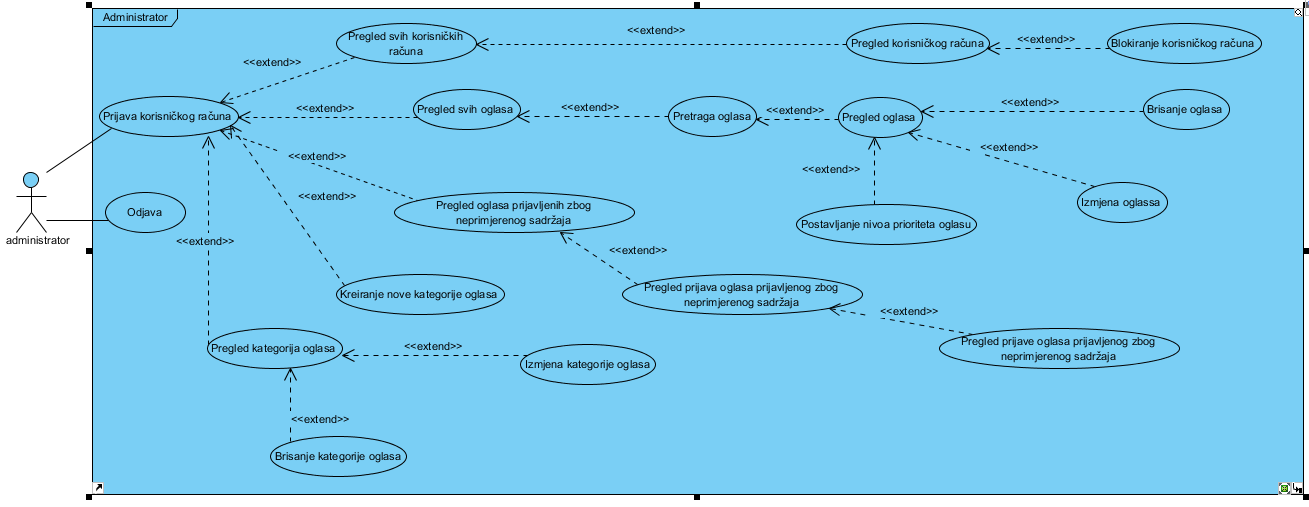 Administrator
Pregled svih korisničkih
računa
<<extend>>
Pregled korisničkog računa
<<extend>>
Blokiranje korisničkog računa
<<extend>>
Prijava korisničkog računa
<<extend>>
Pregled svih oglasa
<<extend>>
Pretraga oglasa
<<extend>>
Pregled oglasa
<<extend>>
Brisanje oglasa
<<extend>>
<<extend>>
<<extend>>
Izmjena oglassa
<<extend>>
Pregled oglasa prijavljenih zbog
neprimjerenog sadržaja
Postavljanje nivoa prioriteta oglasu
Odjava
administrator
<<extend>>
<<extend>>
Kreiranje nove kategorije oglasa
Pregled prijava oglasa prijavljenog zbog
neprimjerenog sadržaja
<<extend>>
Pregled prijave oglasa prijavljenog zbog
neprimjerenog sadržaja
Pregled kategorija oglasa
<<extend>>
Izmjena kategorije oglasa
<<extend>>
Brisanje kategorije oglasa